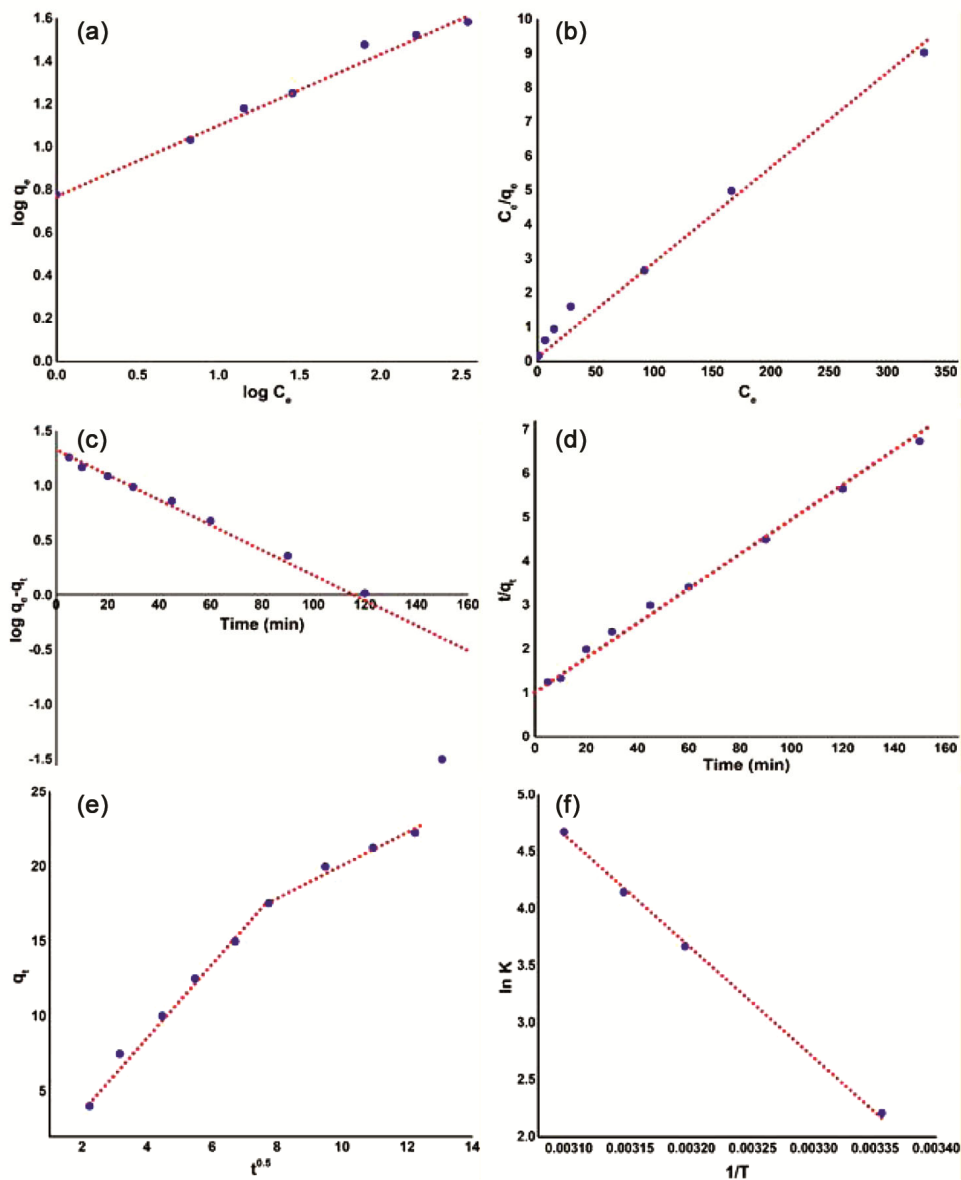 (a)
1.6
1.4
1.2
1.0
0.8
0.6
0.4
0.2
0.0
log qe
0.0 0.5 1.0 1.5 2.0 2.5
log Ce
(b)
10
9
8
7
6
5
4
3
2
1
0
Ce/qe
0 50 100 150 200 250 300 350
Ce
(c)
1.5
1.0
0.5
0.0
-0.5
-1.0
-1.5
log qe-qt
0 20 40 60 80 100 120 140 160
Time (min)
(d)
7
6
5
4
3
2
1
0
t/qt
0 20 40 60 80 100 120 140 160
Time (min)
(e)
25
20
15
10
5
qt
2 4 6 8 10 12 14
t0.5
(f)
5.0
4.5
4.0
3.5
3.0
2.5
2.0
ln K
0.00310 0.00315 0.00320 0.00325 0.00330 0.00335 0.00340
1/T